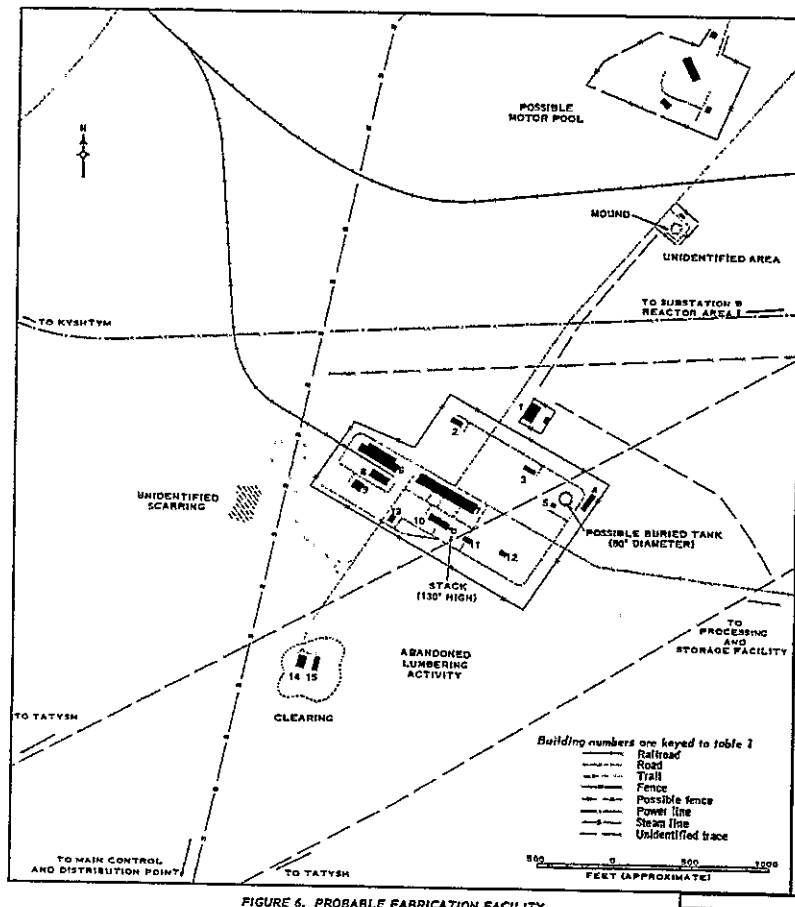 N
POSSIBLE
MOTOR POOL
MOUND
UNIDENTIFIED AREA
TO SUBSTATION
REACTOR AREA
TO KYSHTYM
1
2
3
UNIDENTIFIED
SCARRING
5
POSSIBLE BURIED TANK
(80' DIAMETER)
10
11
12
STACK
(130' HIGH)
TO
PROCESSING
AND
STORAGE FACILITY
ABANDONED
LUMBERING
ACTIVITY
14 15
CLEARING
TO TATYSH
Building numbers are keyed to table 2
Railroad
Road
Trail
Fence
Possible fence
Power line
Steam line
Unidentified trace
500 0 500 1000
FEET (APPROXIMATE)
TO MAIN CONTROL
AND DISTRIBUTION POINT
TO TATYSH
FIGURE 6. PROBABLE FABRICATION FACILITY